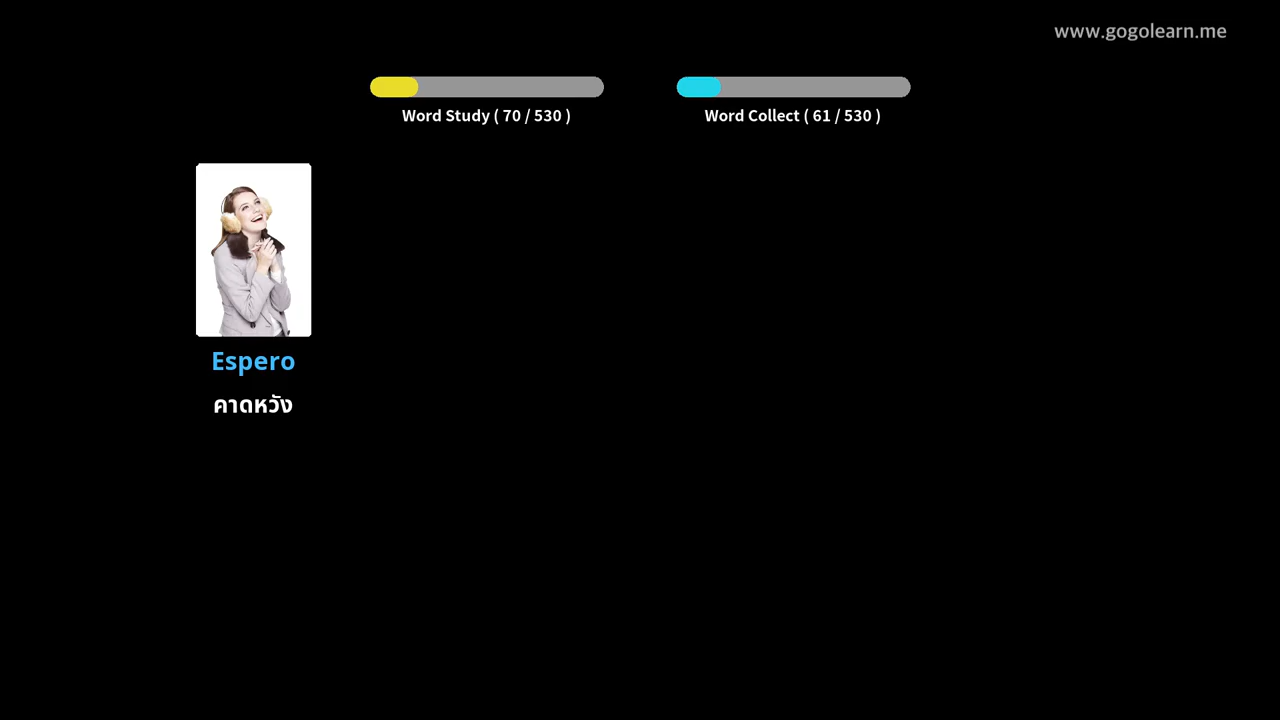 www.gogolearn.me
Word Study ( 70 / 530 )
Word Collect ( 61 / 530 )
Espero
คาดหวัง